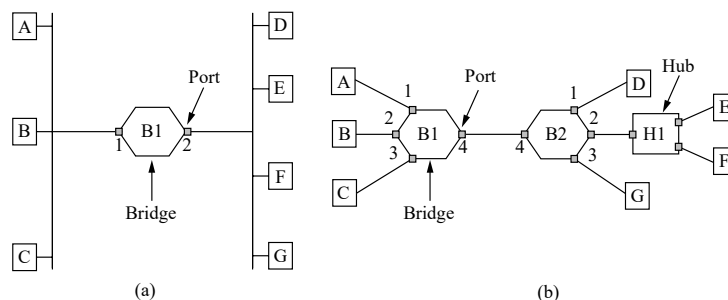 A
D
Port
E
B
1
B1
2
F
Bridge
C
G
(a)
Hub
A
Port
D
1
1
E
2
2
B
B1
B2
H1
3
4
4
3
F
C
G
Bridge
(b)